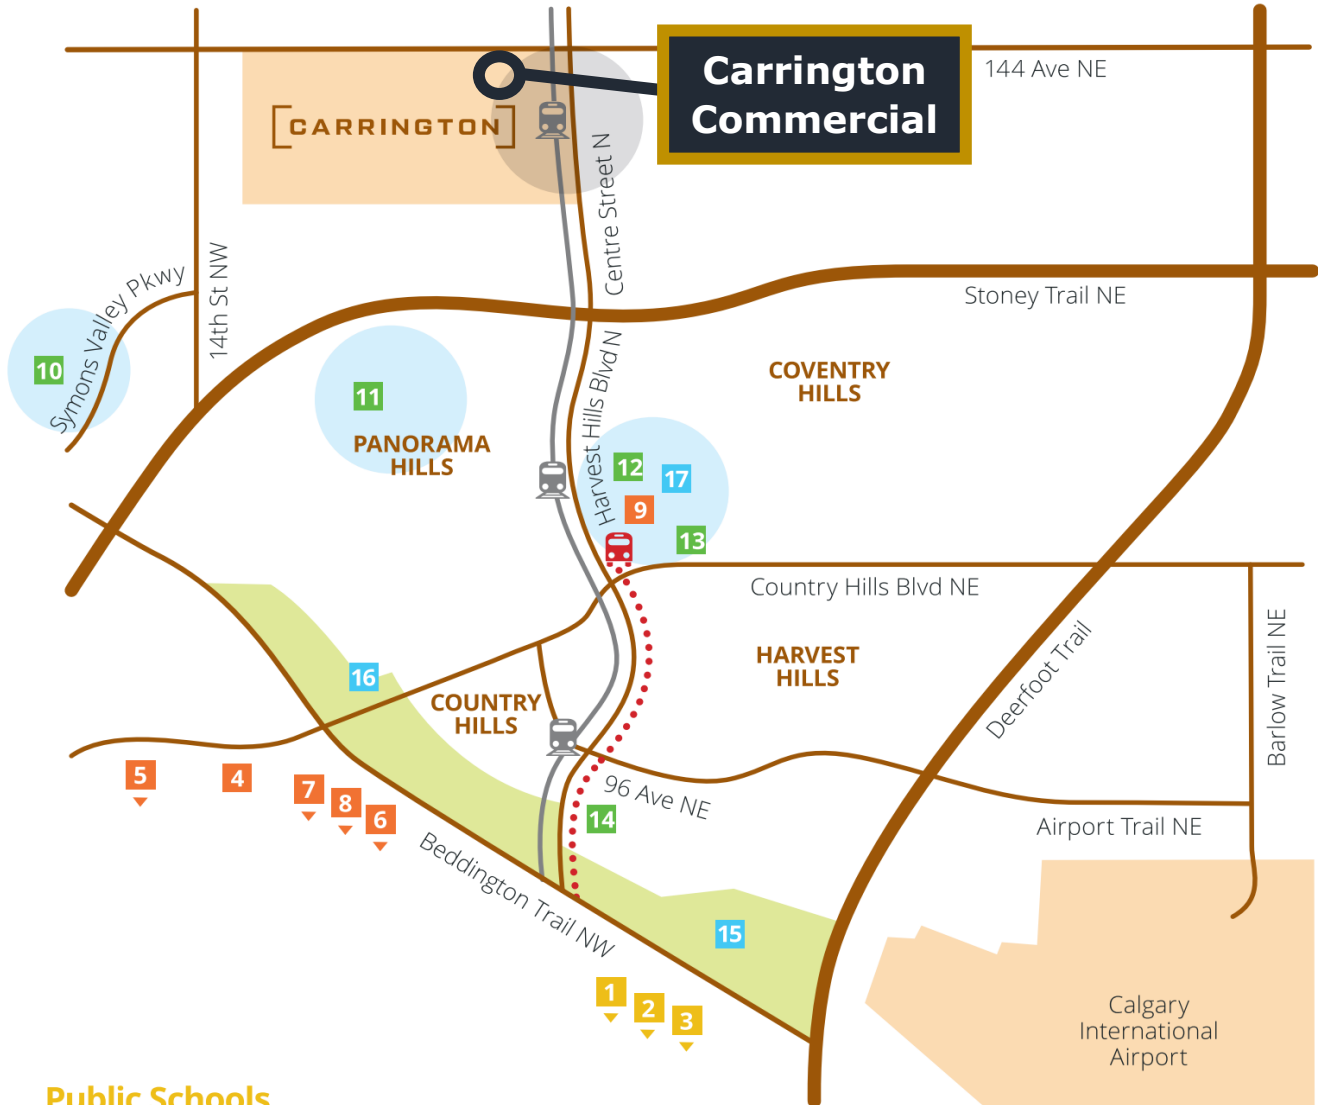 Carrington
Commercial
144 Ave NE
CARRINGTON
Centre Street N
Symons Valley Pkwy
14th St NW
Stoney Trail NE
10
11
Harvest Hills Blvd N
COVENTRY
HILLS
PANORAMA
HILLS
12
17
9
13
Country Hills Blvd NE
Barlow Trail NE
Deerfoot Trail
HARVEST
HILLS
16
COUNTRY
HILLS
5
4
7
8
6
96 Ave NE
14
Airport Trail NE
Beddington Trail NW
15
1
2
3
Calgary
International
Airport
Public Schools